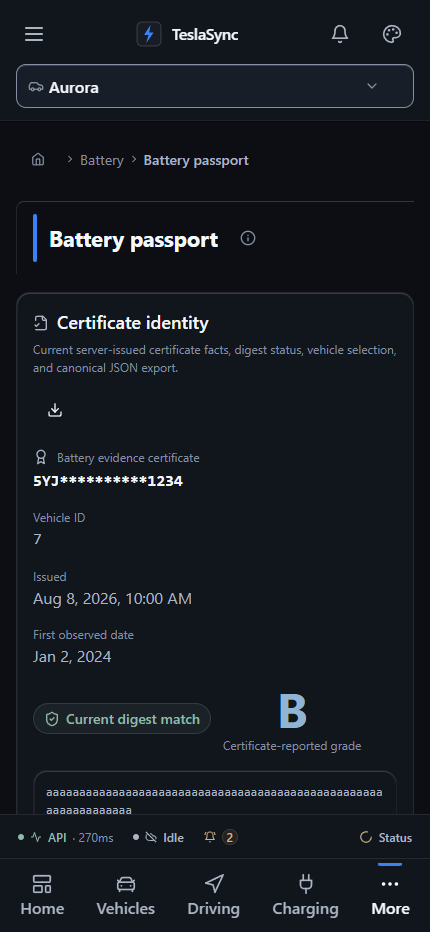 TeslaSync
Aurora
Battery
Battery passport
Battery passport
Certificate identity
Current server-issued certificate facts, digest status, vehicle selection,
and canonical JSON export.
Battery evidence certificate
5YJ**********1234
Vehicle ID
7
Issued
Aug 8, 2026, 10:00 AM
First observed date
Jan 2, 2024
Current digest match
B
Certificate-reported grade
aaaaaaaaaaaaaaaaaaaaaaaaaaaaaaaaaaaaaaaaaaaaaaaaaaa
aaaaaaaaaaaaa
API · 270ms
Idle
2
Status
Home
Vehicles
Driving
Charging
More